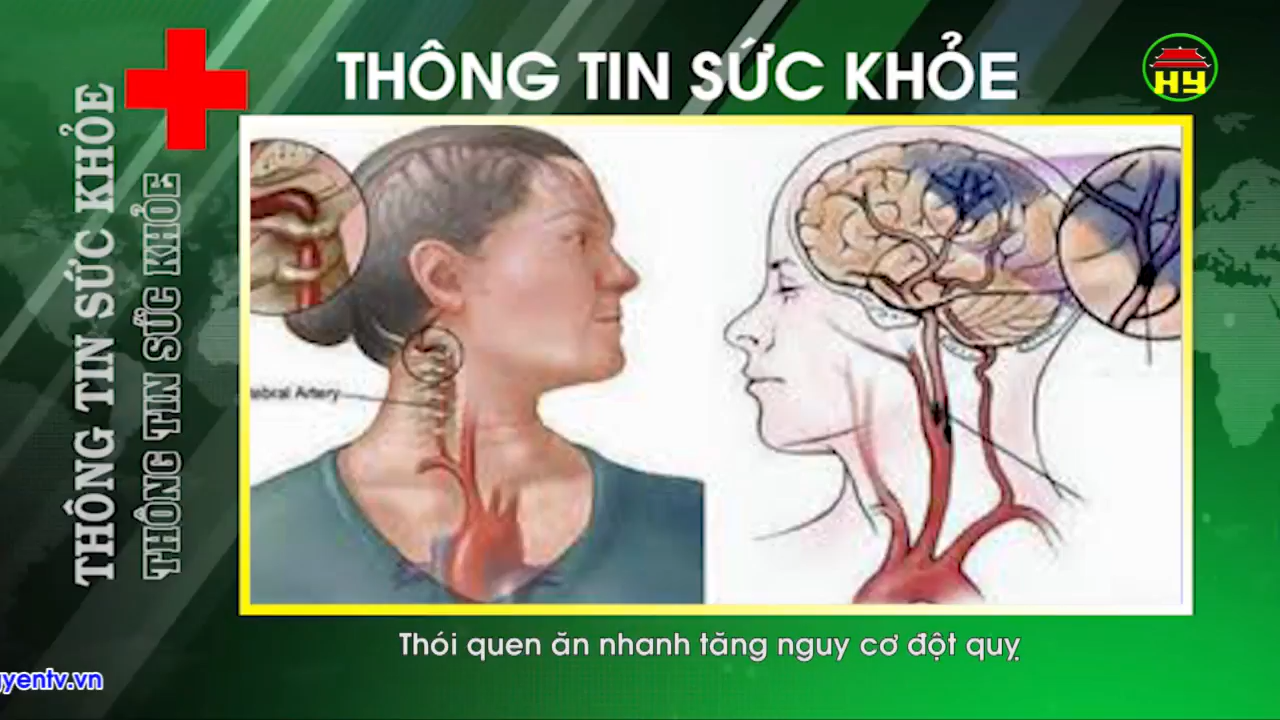 THÔNG TIN SỨC KHỎE
HY
THÔNG TIN SỨC KHỎE
THÔNG TIN SỨC KHỎE
ebral Artery
Thói quen ăn nhanh tăng nguy cơ đột quỵ
yentv.vn